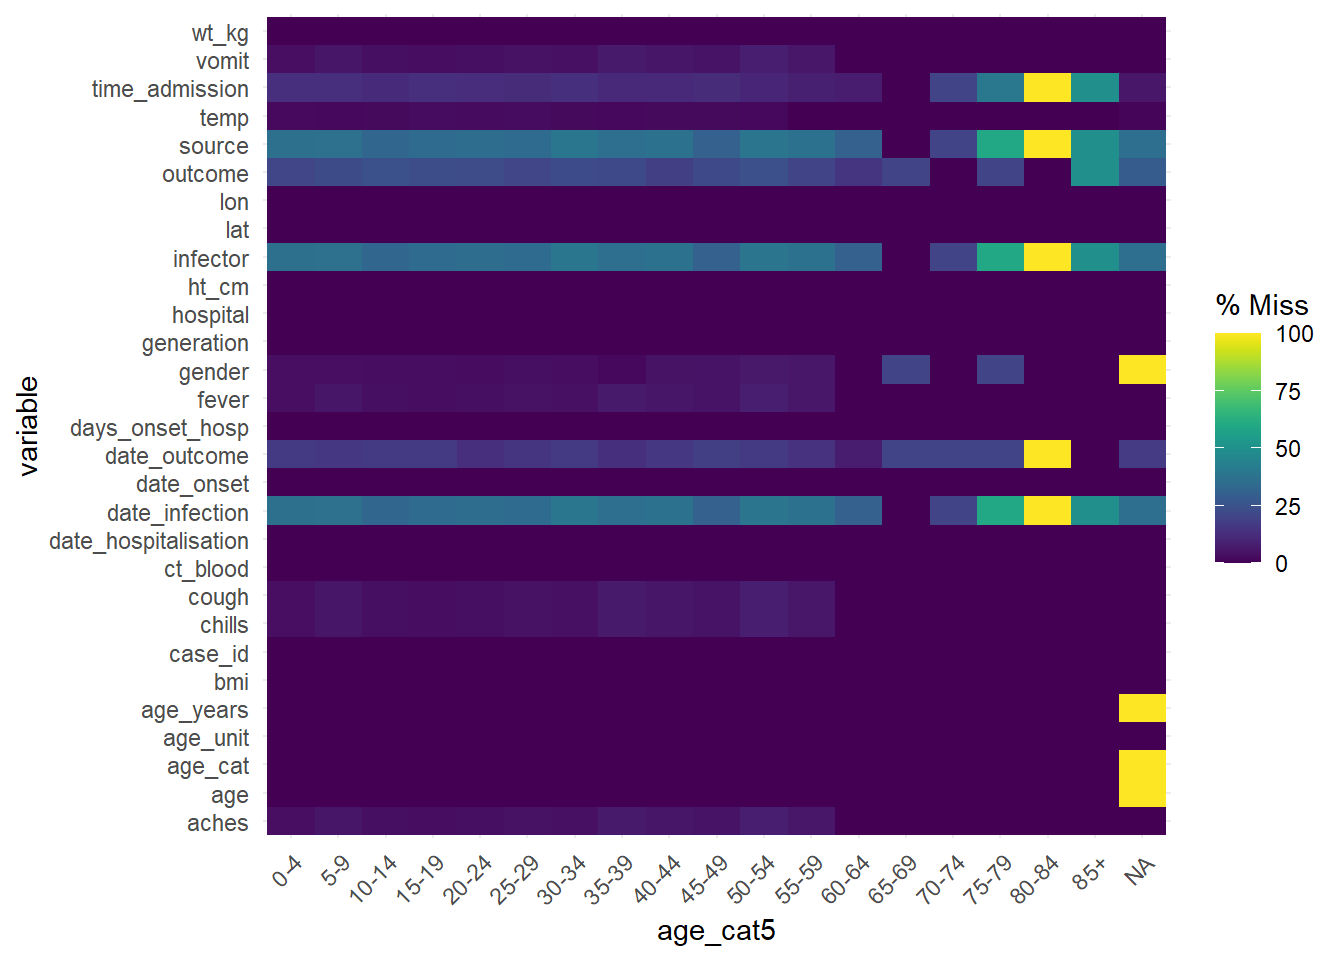 wt_kg
vomit
time_admission
temp
source
outcome
lon
lat
infector
ht_cm
hospital
generation
gender
fever
days_onset_hosp
date_outcome
date_onset
date_infection
date_hospitalisation
ct_blood
cough
chills
case_id
bmi
age_years
age_unit
age_cat
age
aches
variable
0-4
5-9
10-14
15-19
20-24
25-29
30-34
35-39
40-44
45-49
50-54
55-59
60-64
65-69
70-74
75-79
80-84
85+
NA
age_cat5
% Miss
100
75
50
25
0